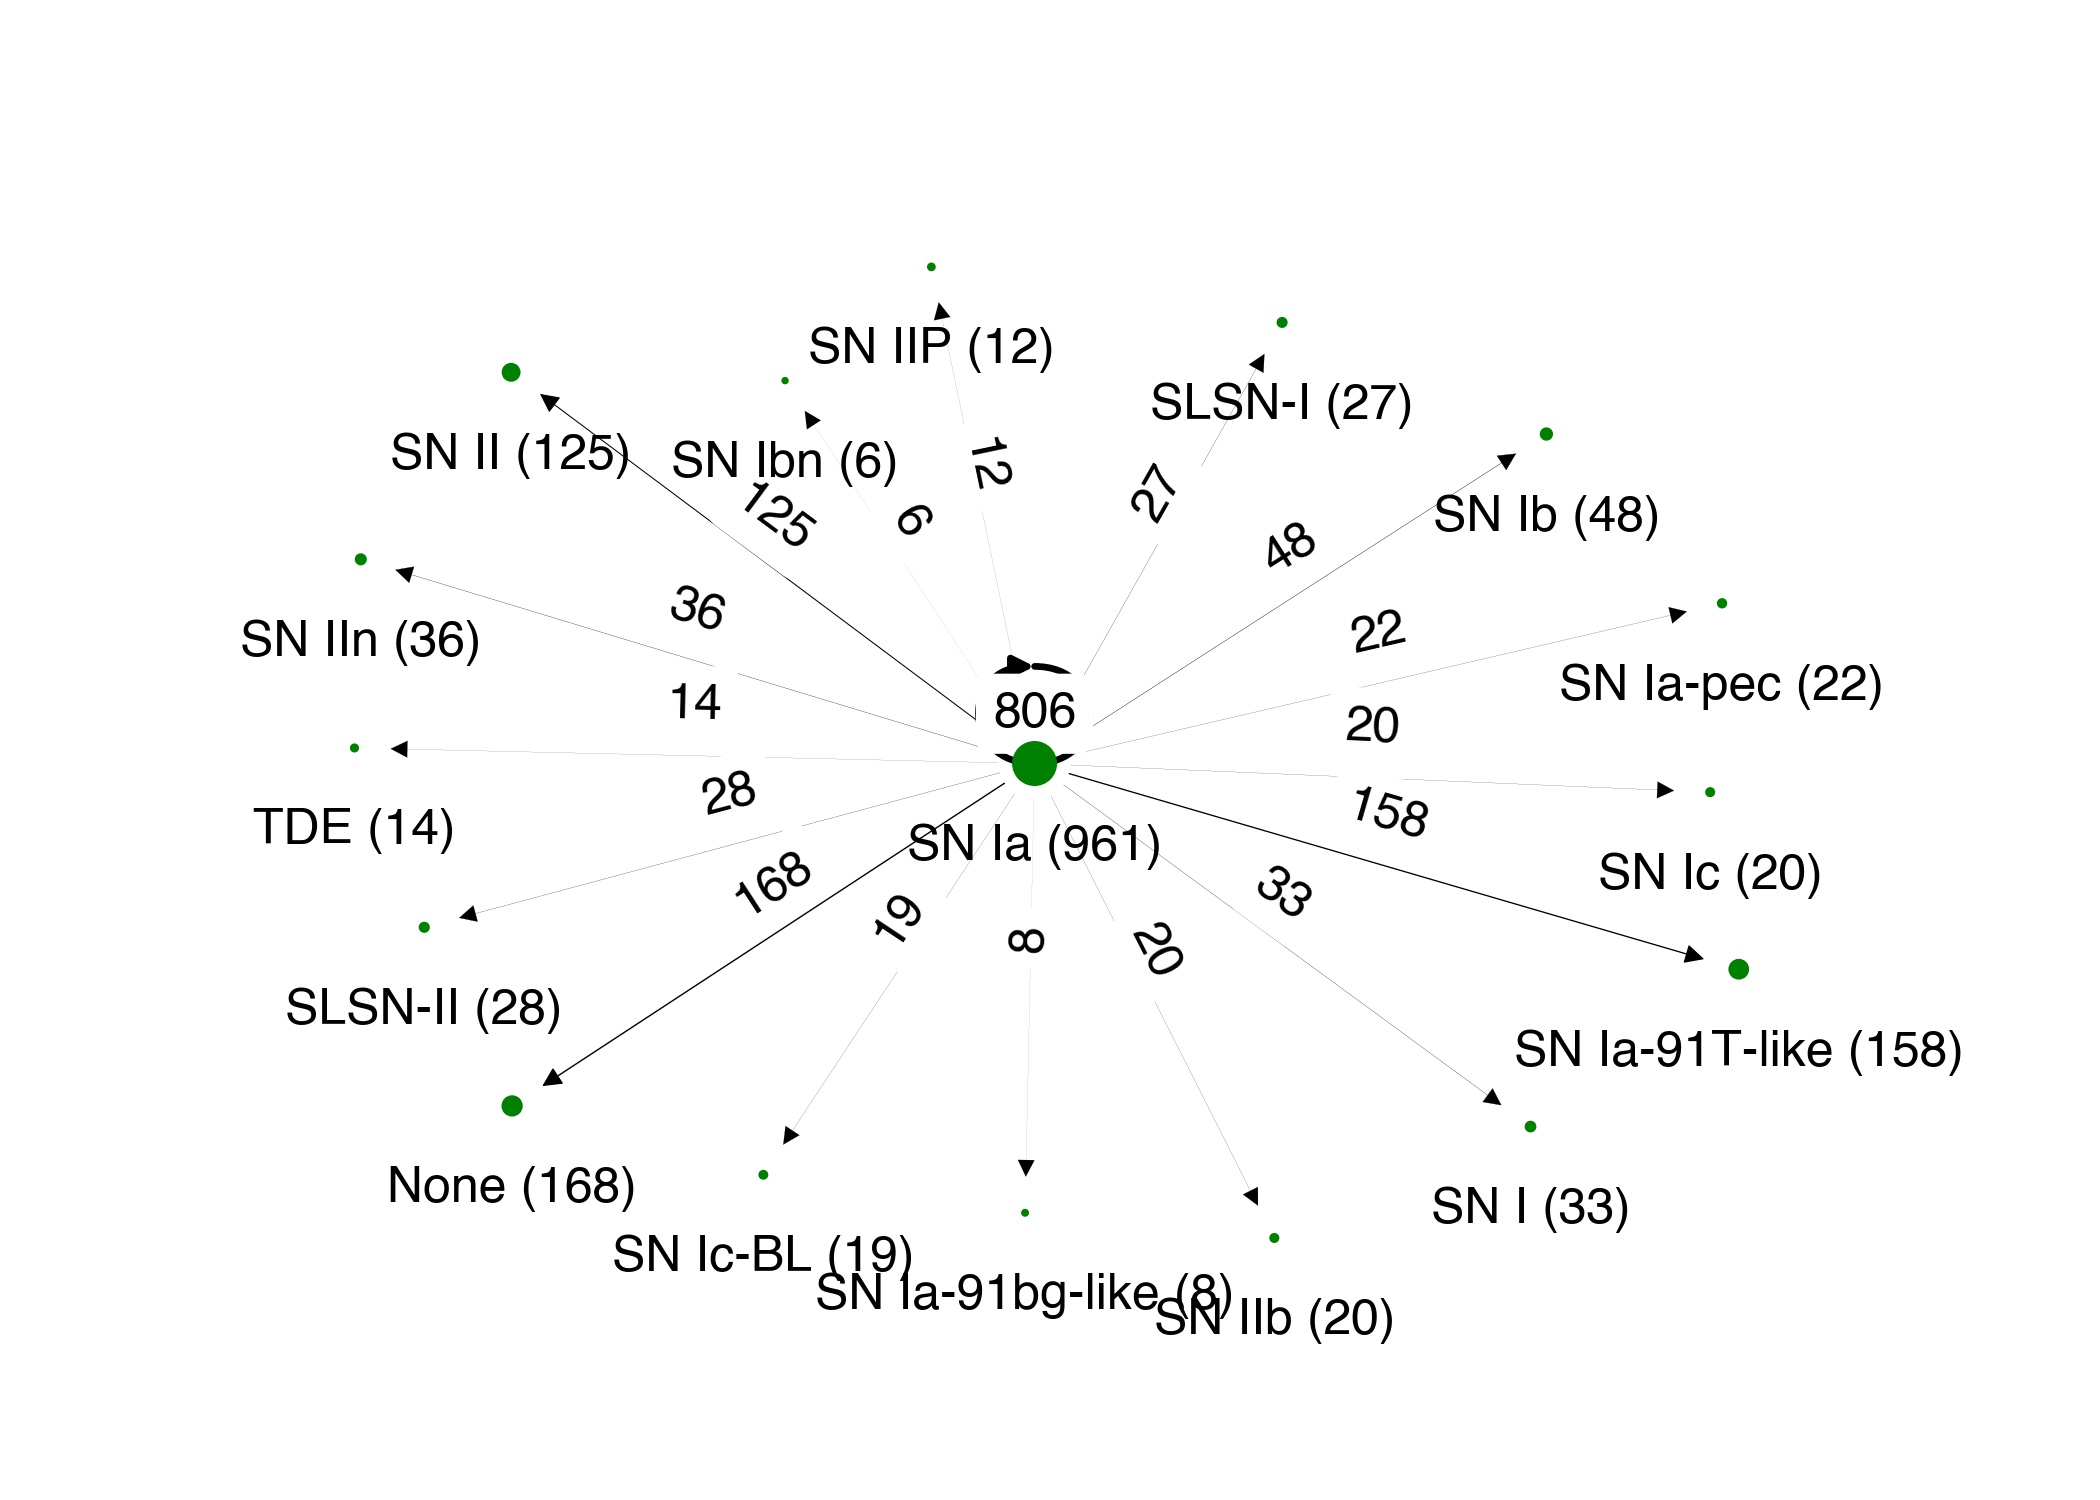 SN IIP (12)
SLSN-I (27)
SN II (125)
SN Ibn (6)
12
27
125
6
48
SN Ib (48)
36
22
SN IIn (36)
SN Ia-pec (22)
14
806
20
28
158
TDE (14)
SN Ia (961)
168
33
SN Ic (20)
19
8
20
SLSN-II (28)
SN Ia-91T-like (158)
None (168)
SN I (33)
SN Ic-BL (19)
SN Ia-91bg-like (8)
SN IIb (20)